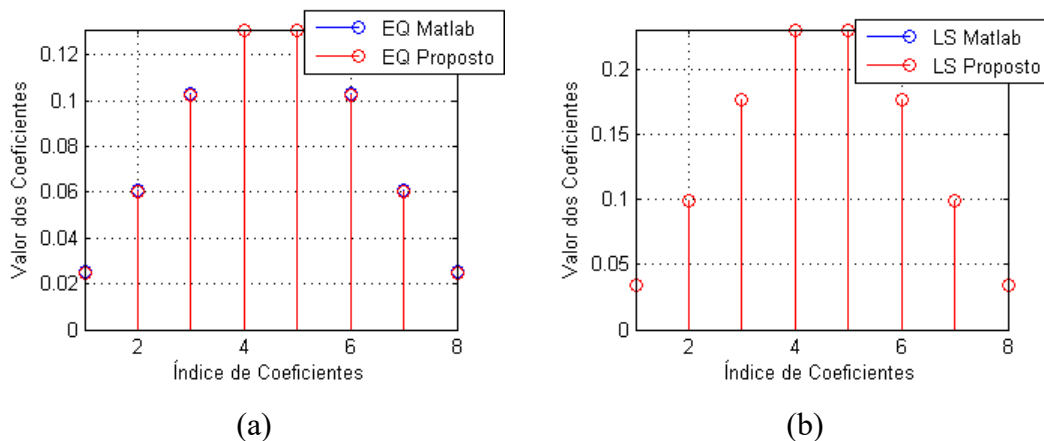 EQ Matlab
EQ Proposto
0.12
0.1
0.08
0.06
0.04
0.02
0
Valor dos Coeficientes
2 4 6 8
Índice de Coeficientes
(a)
LS Matlab
LS Proposto
0.2
0.15
0.1
0.05
0
Valor dos Coeficientes
2 4 6 8
Índice de Coeficientes
(b)